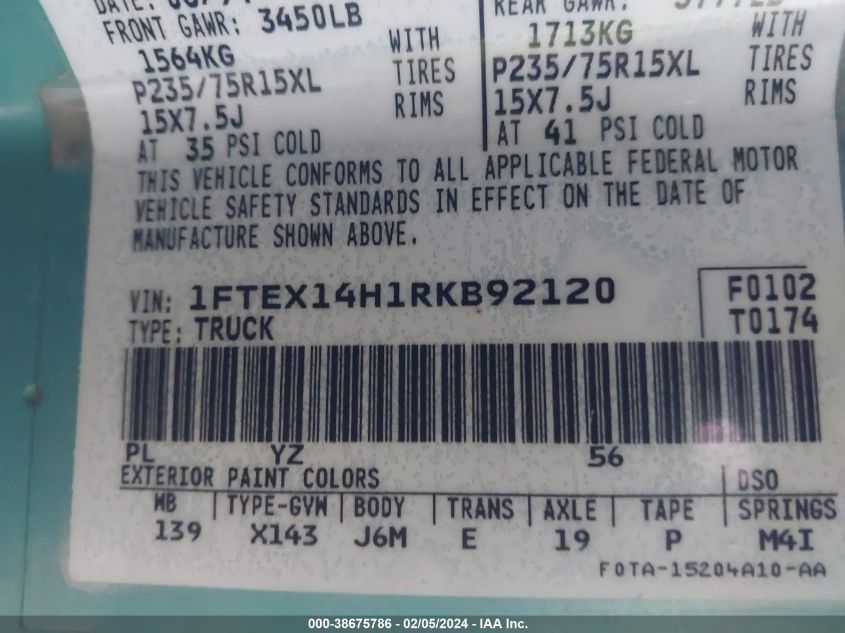 DATE:
FRONT GAWR: 3450LB
1564KG
P235/75R15XL
15X7.5J
AT 35 PSI COLD
WITH
TIRES
RIMS
REAR GAWR:
1713KG
P235/75R15XL
15X7.5J
AT 41 PSI COLD
WITH
TIRES
RIMS
THIS VEHICLE CONFORMS TO ALL APPLICABLE FEDERAL MOTOR
VEHICLE SAFETY STANDARDS IN EFFECT ON THE DATE OF
MANUFACTURE SHOWN ABOVE.
VIN: 1FTEX14H1RKB92120
TYPE: TRUCK
F0102
T0174
PL YZ 56
EXTERIOR PAINT COLORS DSO
WB TYPE-GVW BODY TRANS AXLE TAPE SPRINGS
139 X143 J6M E 19 P M4I
F0TA-15204A10-AA
000-38675786 - 02/05/2024 - IAA Inc.